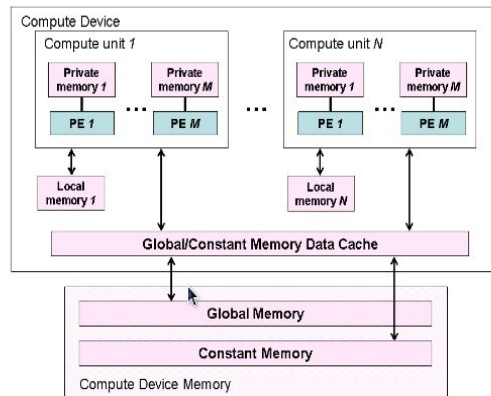 Compute Device
Compute unit 1
Compute unit N
Private
memory 1
Private
memory M
Private
memory 1
Private
memory M
...
...
...
PE 1
PE M
PE 1
PE M
Local
memory 1
Local
memory N
Global/Constant Memory Data Cache
Global Memory
Constant Memory
Compute Device Memory